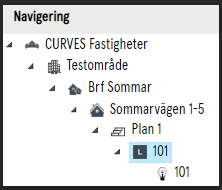 Navigering
CURVES Fastigheter
Testområde
Brf Sommar
Sommarvägen 1-5
Plan 1
L 101
101